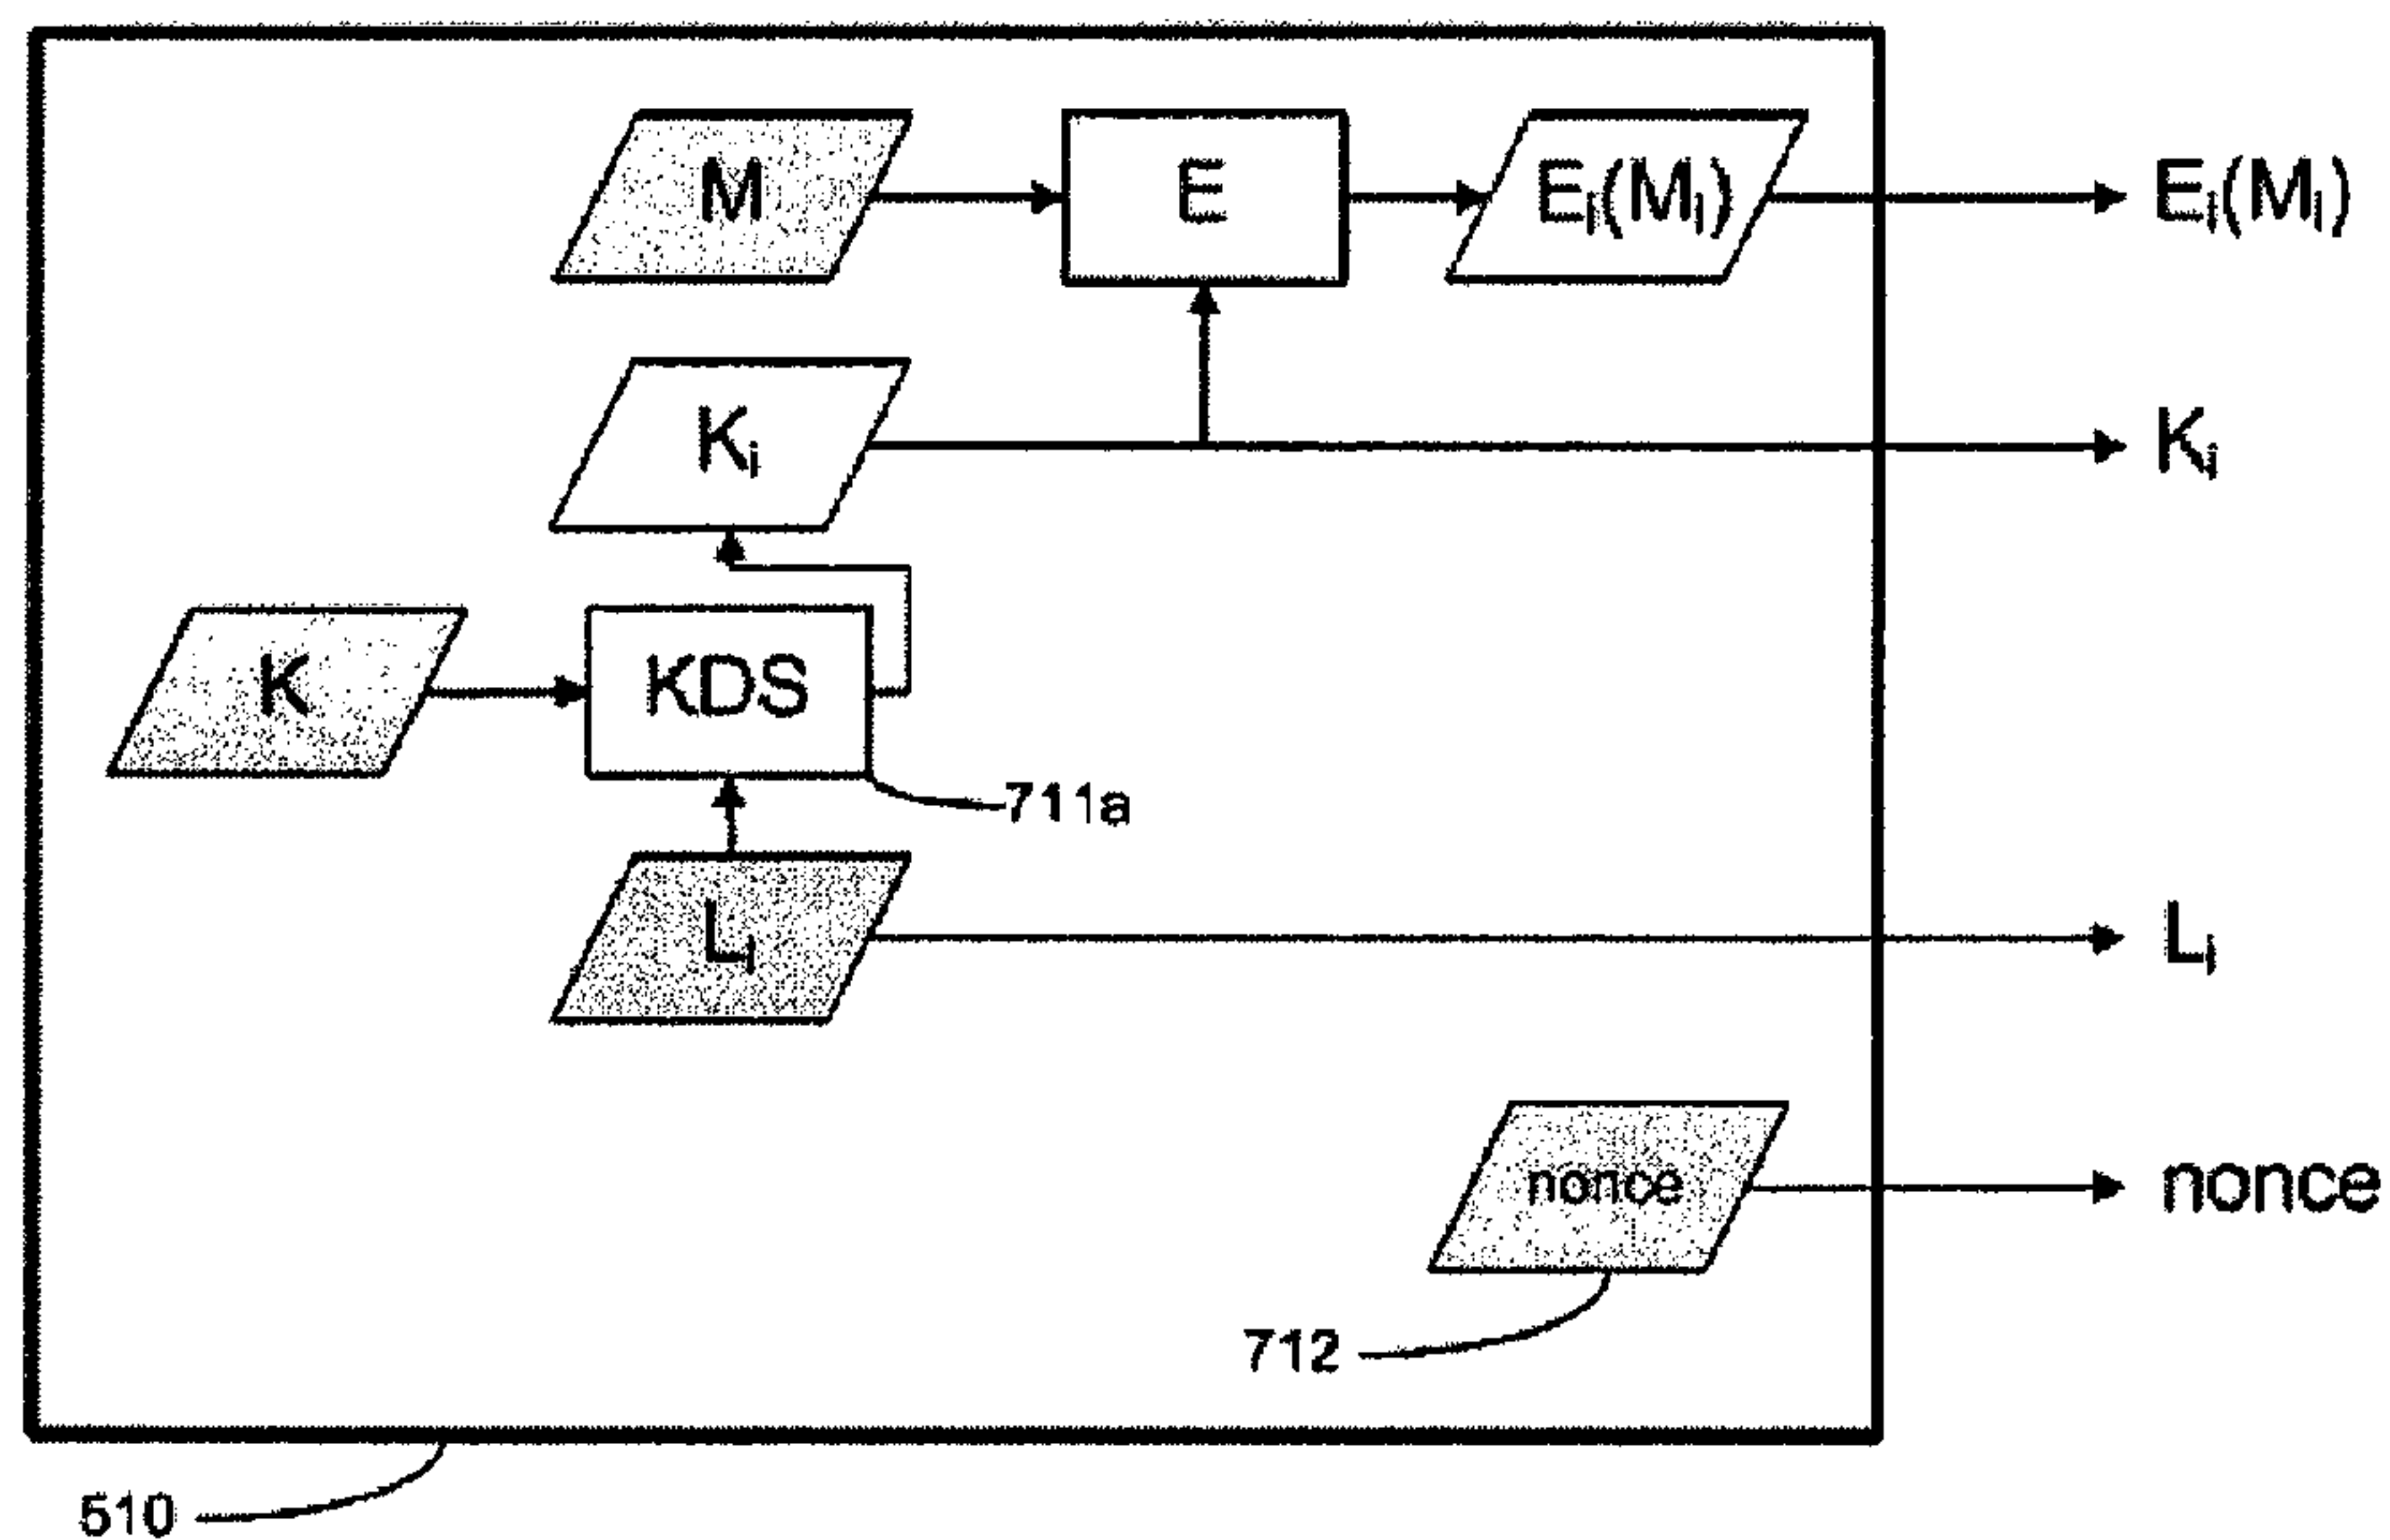 M E Eᵢ(Mᵢ) Eᵢ(Mᵢ)
Kᵢ Kᵢ
K KDS
711a
Lᵢ Lᵢ
nonce nonce
712
510